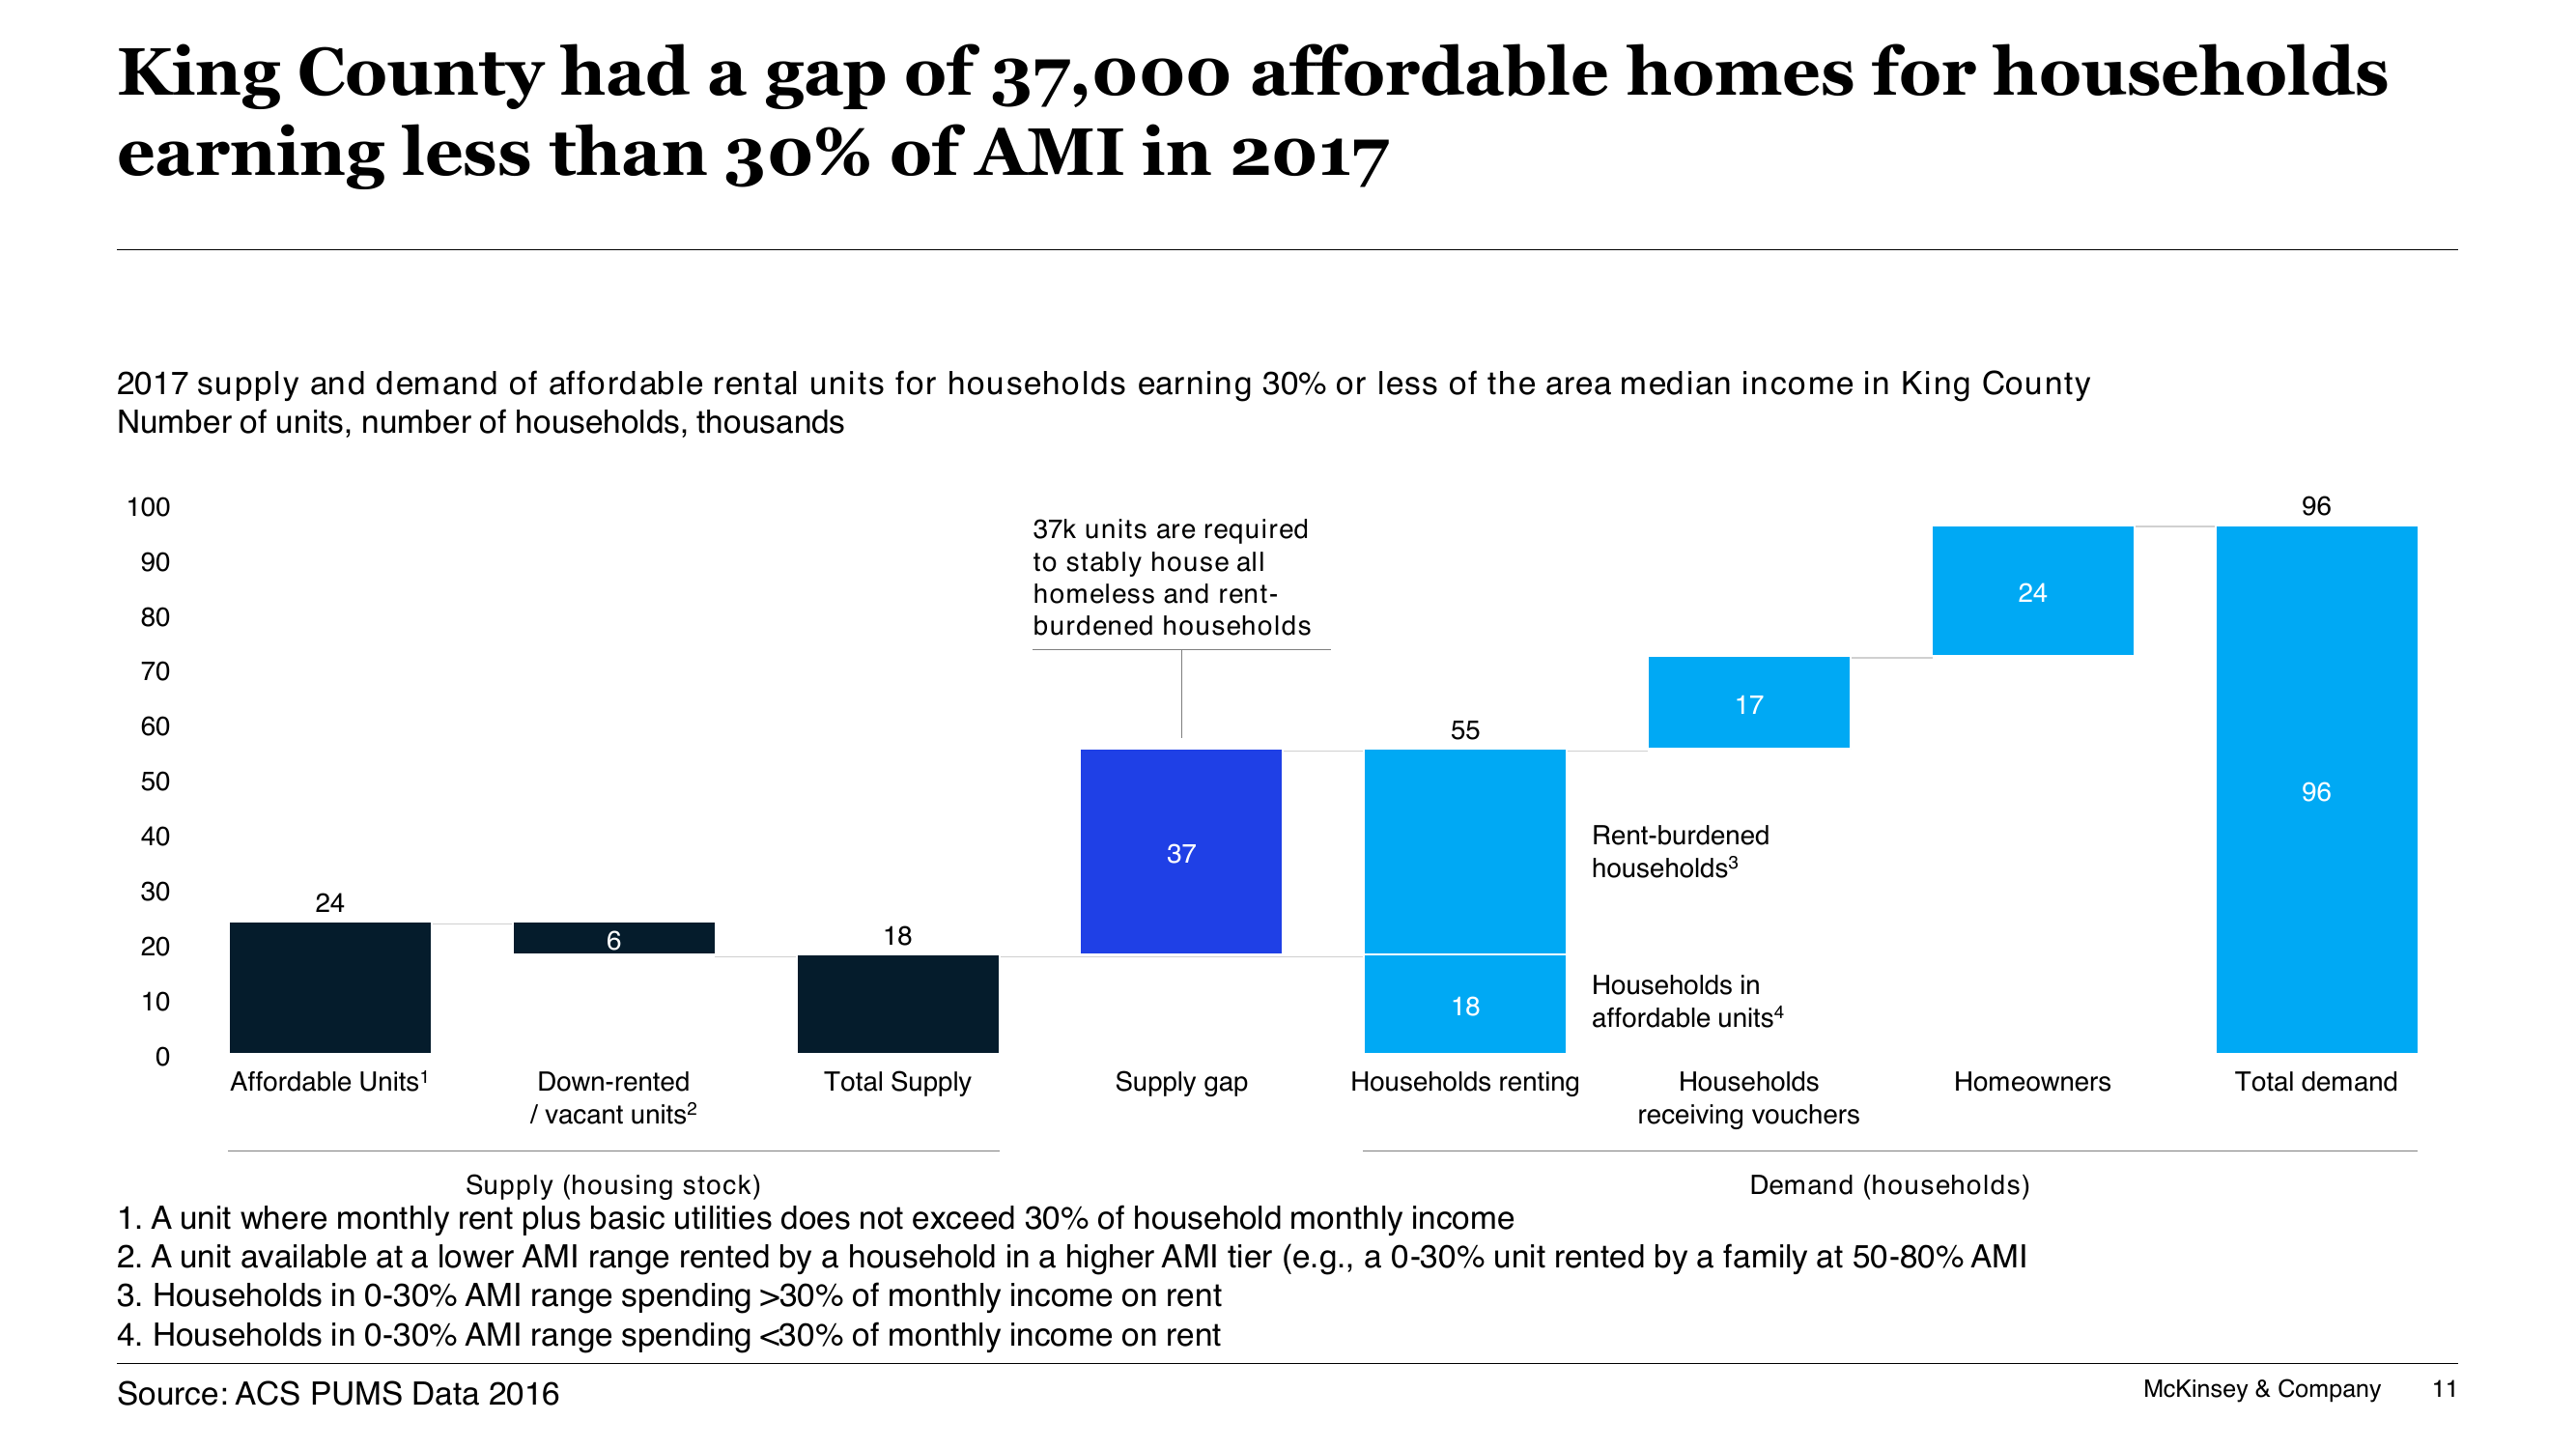 King County had a gap of 37,000 affordable homes for households
earning less than 30% of AMI in 2017
2017 supply and demand of affordable rental units for households earning 30% or less of the area median income in King County
Number of units, number of households, thousands
100
90
80
70
60
50
40
30
20
10
0
24
6
18
37k units are required
to stably house all
homeless and rent-
burdened households
37
55
18
Rent-burdened
households³
Households in
affordable units⁴
17
24
96
96
Affordable Units¹
Down-rented
/ vacant units²
Total Supply
Supply gap
Households renting
Households
receiving vouchers
Homeowners
Total demand
Supply (housing stock)
Demand (households)
1. A unit where monthly rent plus basic utilities does not exceed 30% of household monthly income
2. A unit available at a lower AMI range rented by a household in a higher AMI tier (e.g., a 0-30% unit rented by a family at 50-80% AMI
3. Households in 0-30% AMI range spending >30% of monthly income on rent
4. Households in 0-30% AMI range spending <30% of monthly income on rent
Source: ACS PUMS Data 2016
McKinsey & Company 11